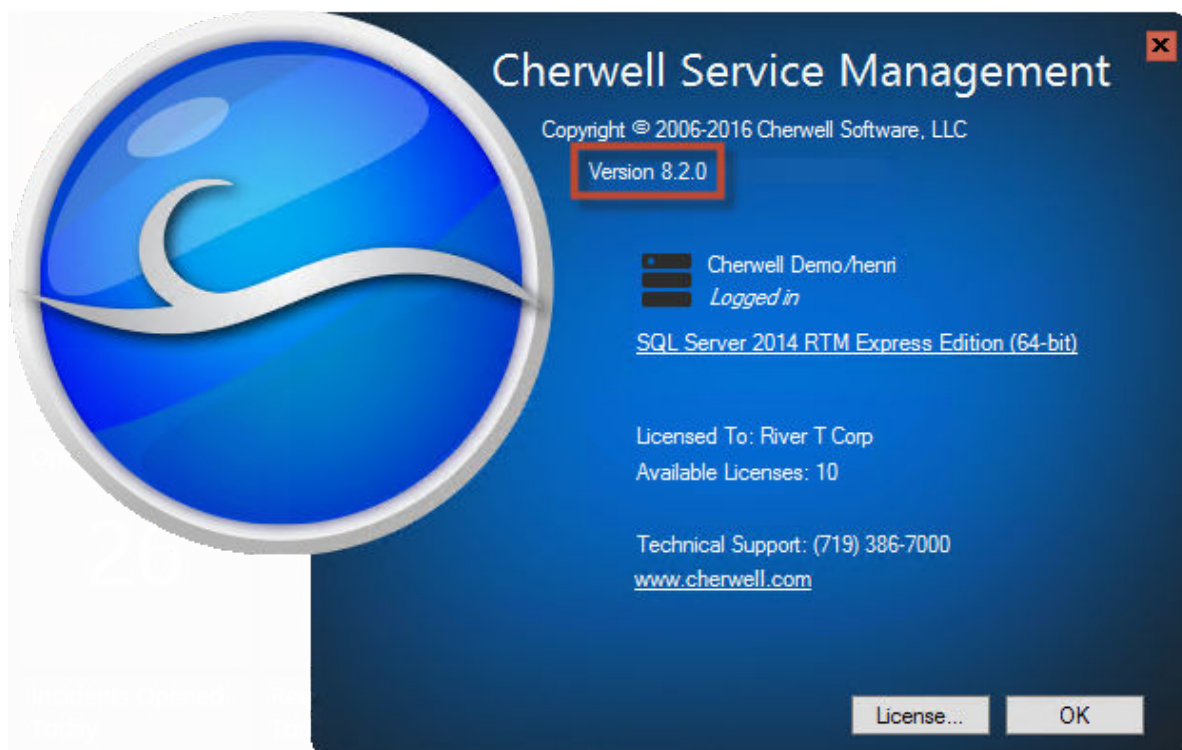 Cherwell Service Management
Copyright © 2006-2016 Cherwell Software, LLC
Version 8.2.0
Cherwell Demo/henri
Logged in
SQL Server 2014 RTM Express Edition (64-bit)
Licensed To: River T Corp
Available Licenses: 10
Technical Support: (719) 386-7000
www.cherwell.com
License... OK